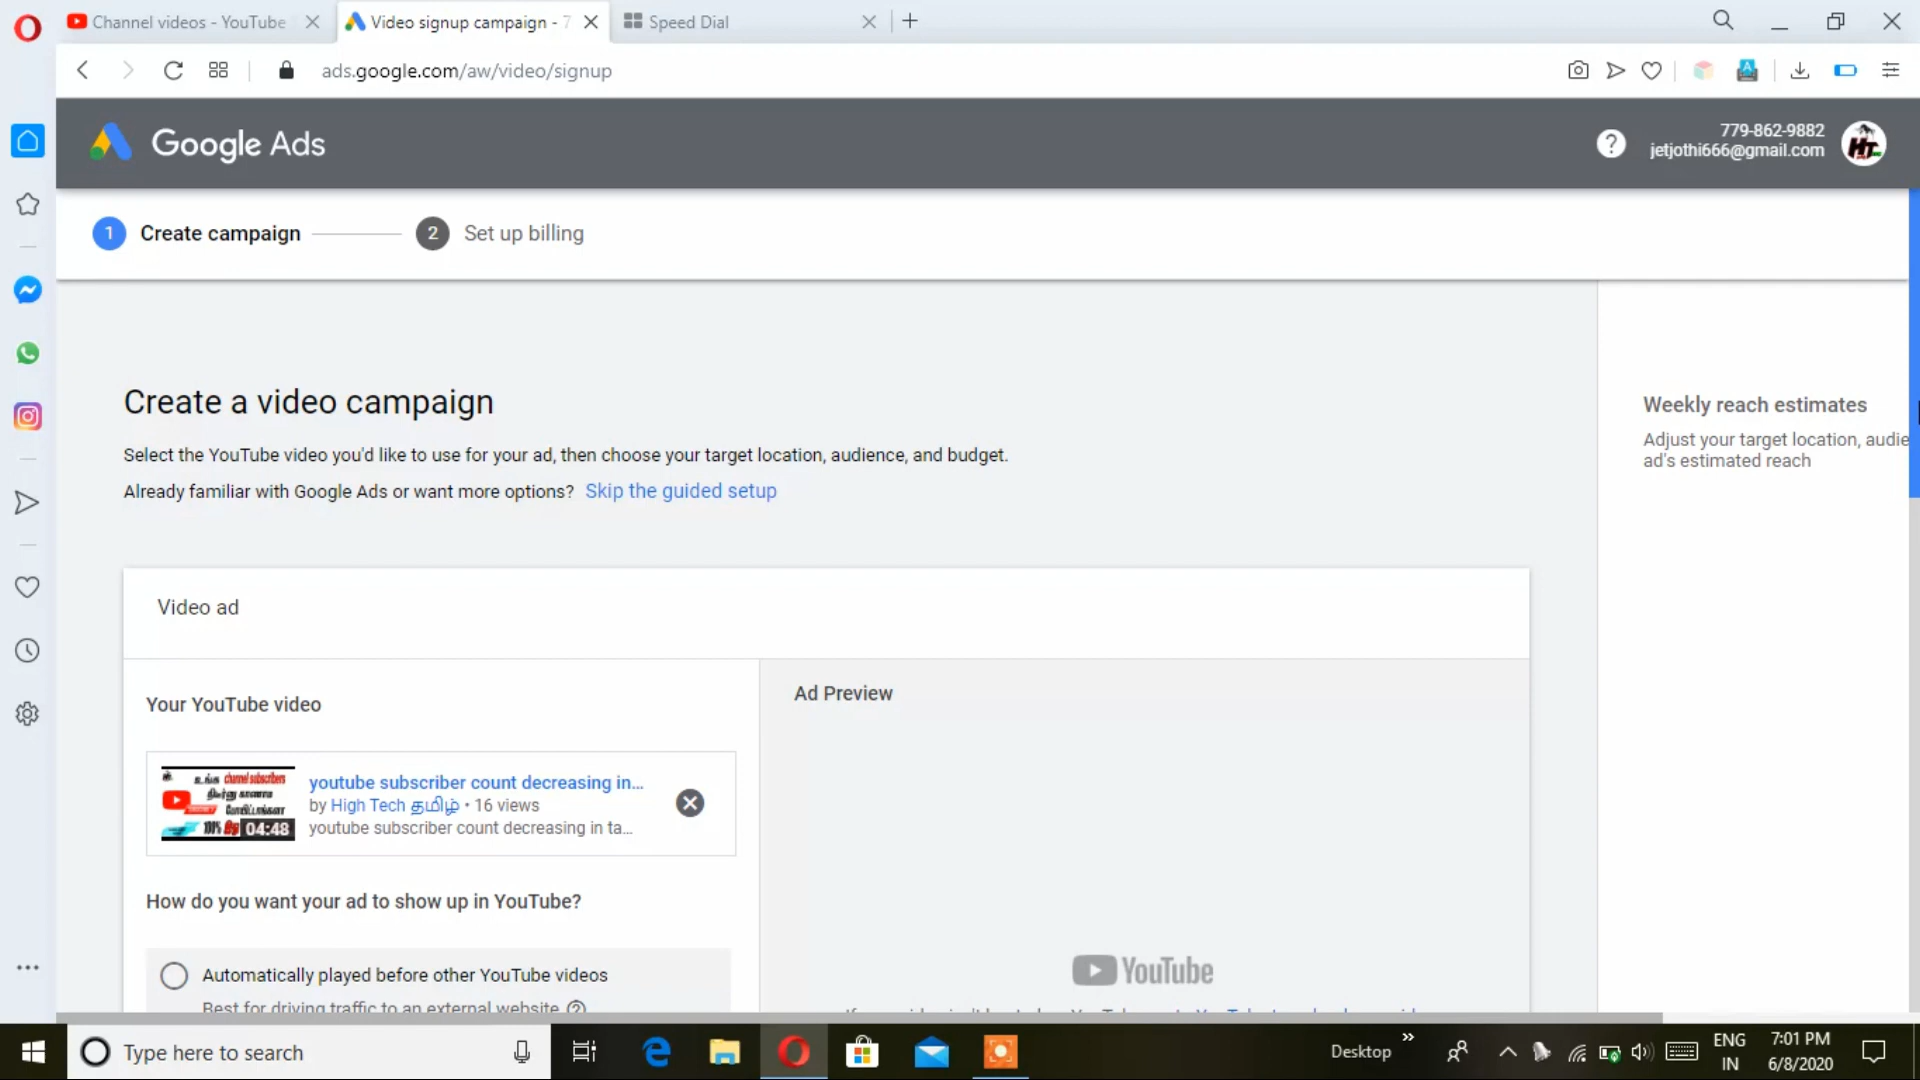 Channel videos - YouTube
Video signup campaign - 7
Speed Dial
ads.google.com/aw/video/signup
Google Ads
779-862-9882
jetjothi666@gmail.com
1 Create campaign
2 Set up billing
Create a video campaign
Select the YouTube video you'd like to use for your ad, then choose your target location, audience, and budget.
Already familiar with Google Ads or want more options? Skip the guided setup
Weekly reach estimates
Adjust your target location, audie
ad's estimated reach
Video ad
Your YouTube video
Ad Preview
உங்க channel subscribers
100%
04:48
youtube subscriber count decreasing in...
by High Tech தமிழ் • 16 views
youtube subscriber count decreasing in ta...
How do you want your ad to show up in YouTube?
Automatically played before other YouTube videos
Best for driving traffic to an external website
YouTube
Type here to search
Desktop
ENG
IN
7:01 PM
6/8/2020